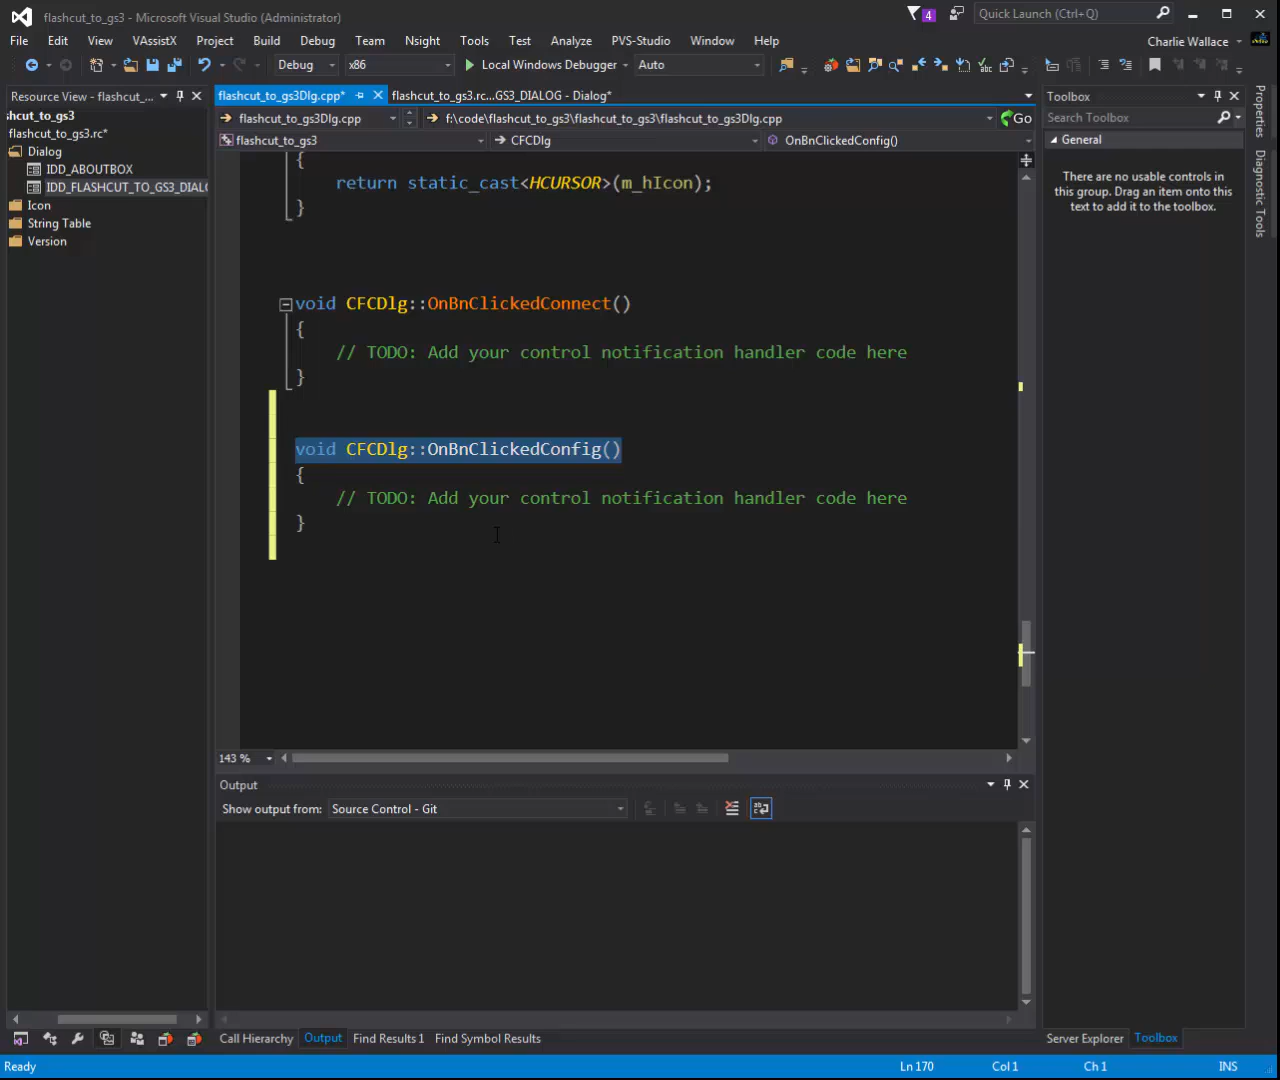 flashcut_to_gs3 - Microsoft Visual Studio (Administrator)
4
Quick Launch (Ctrl+Q)
File Edit View VAssistX Project Build Debug Team Nsight Tools Test Analyze PVS-Studio Window Help
Charlie Wallace
Debug x86 Local Windows Debugger Auto
Resource View - flashcut_...
flashcut_to_gs3Dlg.cpp* flashcut_to_gs3.rc...GS3_DIALOG - Dialog*
Toolbox
shcut_to_gs3
flashcut_to_gs3Dlg.cpp f:\code\flashcut_to_gs3\flashcut_to_gs3\flashcut_to_gs3Dlg.cpp Go
Search Toolbox
flashcut_to_gs3.rc*
flashcut_to_gs3 CFCDlg OnBnClickedConfig()
General
Dialog
IDD_ABOUTBOX
IDD_FLASHCUT_TO_GS3_DIALO
Icon
String Table
Version
There are no usable controls in
this group. Drag an item onto this
text to add it to the toolbox.
Properties
Diagnostic Tools
{
return static_cast<HCURSOR>(m_hIcon);
}
void CFCDlg::OnBnClickedConnect()
{
// TODO: Add your control notification handler code here
}
void CFCDlg::OnBnClickedConfig()
{
// TODO: Add your control notification handler code here
}
143 %
Output
Show output from: Source Control - Git
Call Hierarchy Output Find Results 1 Find Symbol Results
Server Explorer Toolbox
Ready
Ln 170 Col 1 Ch 1 INS